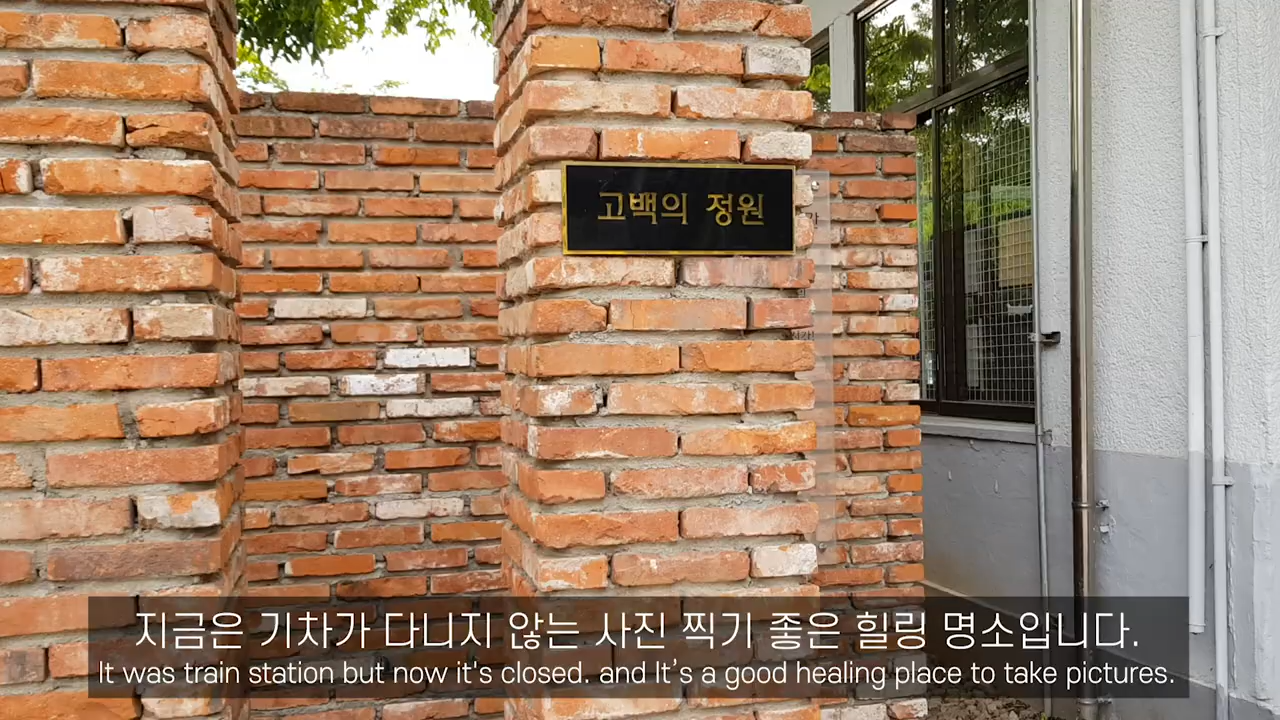 고백의 정원
지금은 기차가 다니지 않는 사진 찍기 좋은 힐링 명소입니다.
It was train station but now it's closed. and It’s a good healing place to take pictures.